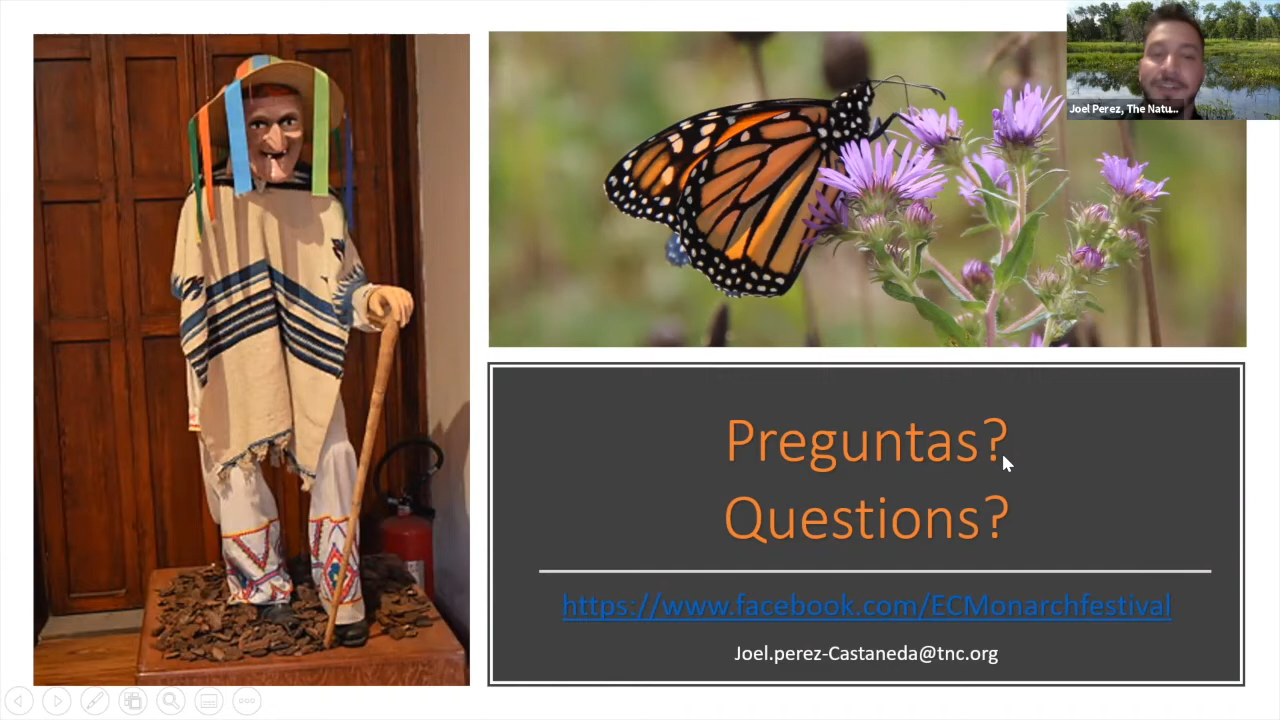 Joel Perez, The Natu...
Preguntas?
Questions?
https://www.facebook.com/ECMonarchfestival
Joel.perez-Castaneda@tnc.org